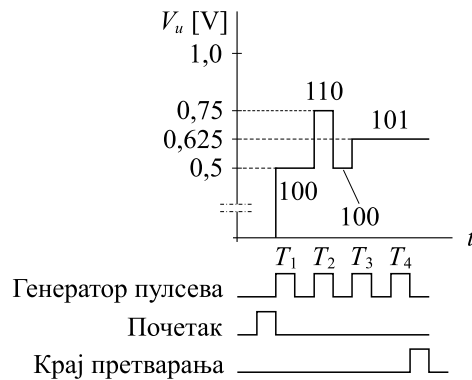 V_u [V]
1,0
0,75
110
0,625
101
0,5
100
100
t
T_1 T_2 T_3 T_4
Генератор пулсева
Почетак
Крај претварања